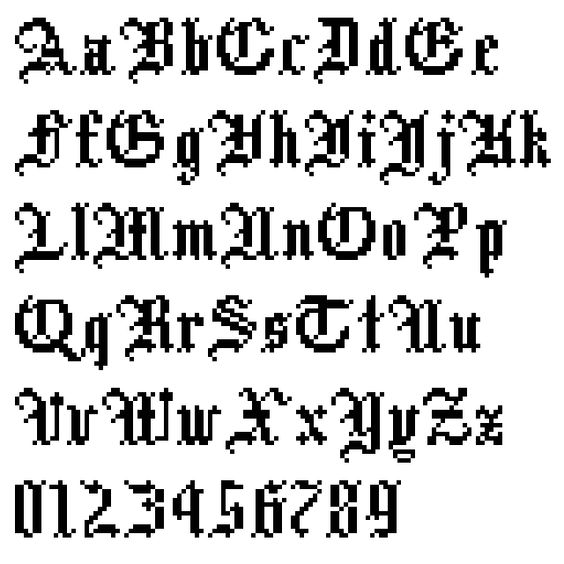 AaBbCcDdEe
FfGgHhIiJjKk
LlMmNnOoPp
QqRrSsTtUu
VvWwXxYyZz
0123456789